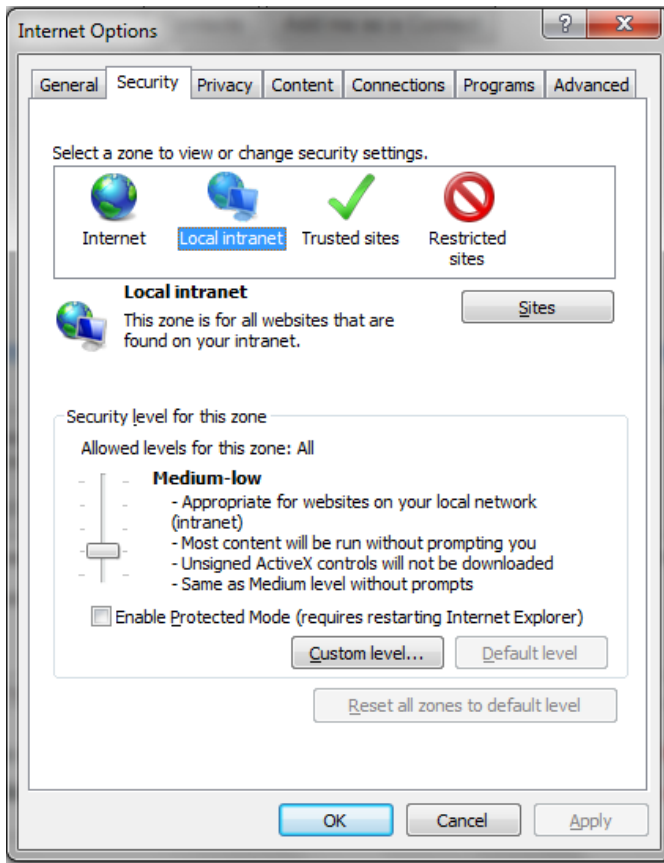 Internet Options
General Security Privacy Content Connections Programs Advanced
Select a zone to view or change security settings.
Internet Local intranet Trusted sites Restricted
sites
Local intranet
Sites
This zone is for all websites that are
found on your intranet.
Security level for this zone
Allowed levels for this zone: All
Medium-low
- Appropriate for websites on your local network
(intranet)
- Most content will be run without prompting you
- Unsigned ActiveX controls will not be downloaded
- Same as Medium level without prompts
Enable Protected Mode (requires restarting Internet Explorer)
Custom level... Default level
Reset all zones to default level
OK Cancel Apply